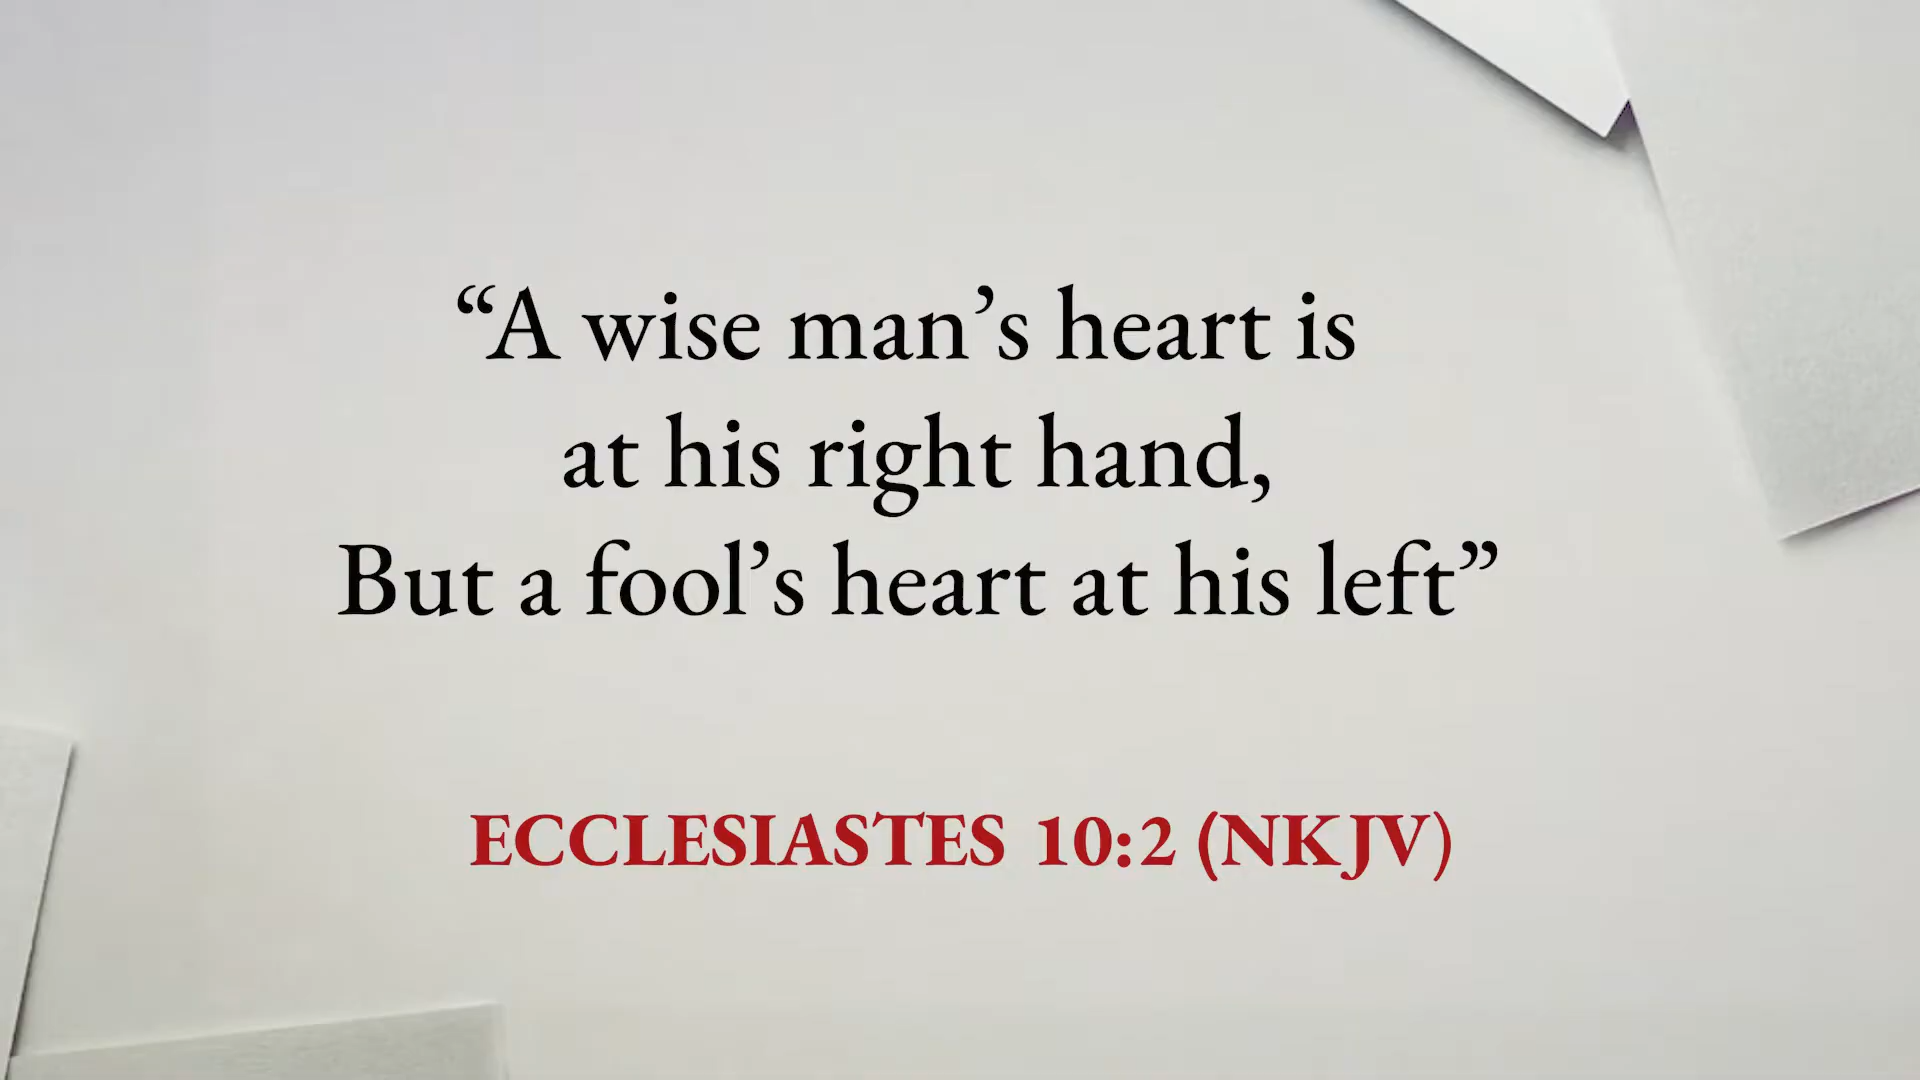 “A wise man’s heart is
at his right hand,
But a fool’s heart at his left”
ECCLESIASTES 10:2 (NKJV)